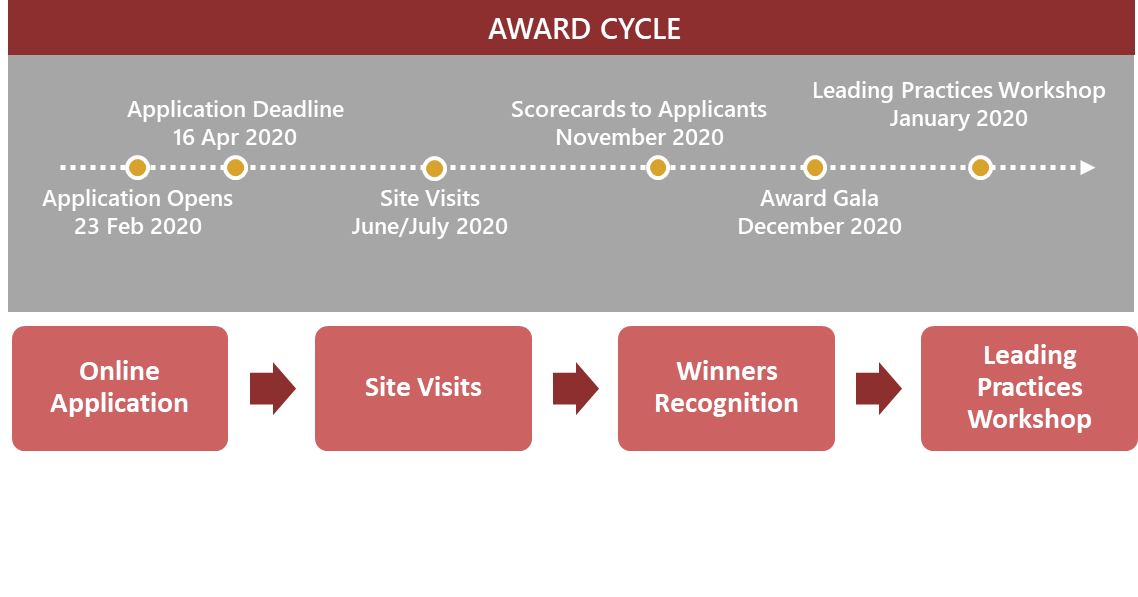 AWARD CYCLE
Application Deadline
16 Apr 2020
Scorecards to Applicants
November 2020
Leading Practices Workshop
January 2020
Application Opens
23 Feb 2020
Site Visits
June/July 2020
Award Gala
December 2020
Online
Application
Site Visits
Winners
Recognition
Leading
Practices
Workshop